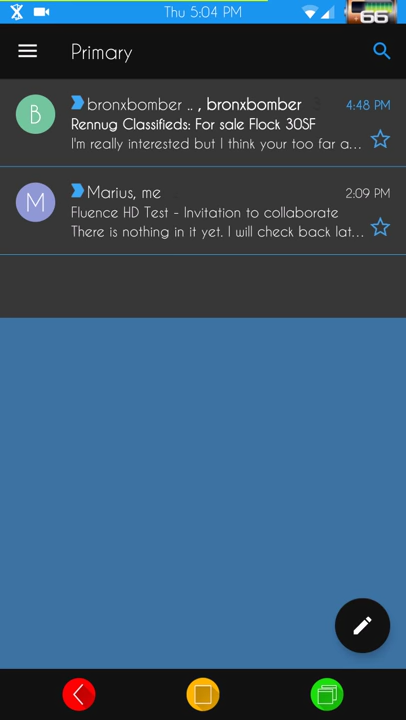 Thu 5:04 PM
66
Primary
B
bronxbomber .. , bronxbomber 3
4:48 PM
Rennug Classifieds: For sale Flock 30SF
I'm really interested but I think your too far a...
M
Marius, me
2:09 PM
Fluence HD Test - Invitation to collaborate
There is nothing in it yet. I will check back lat...